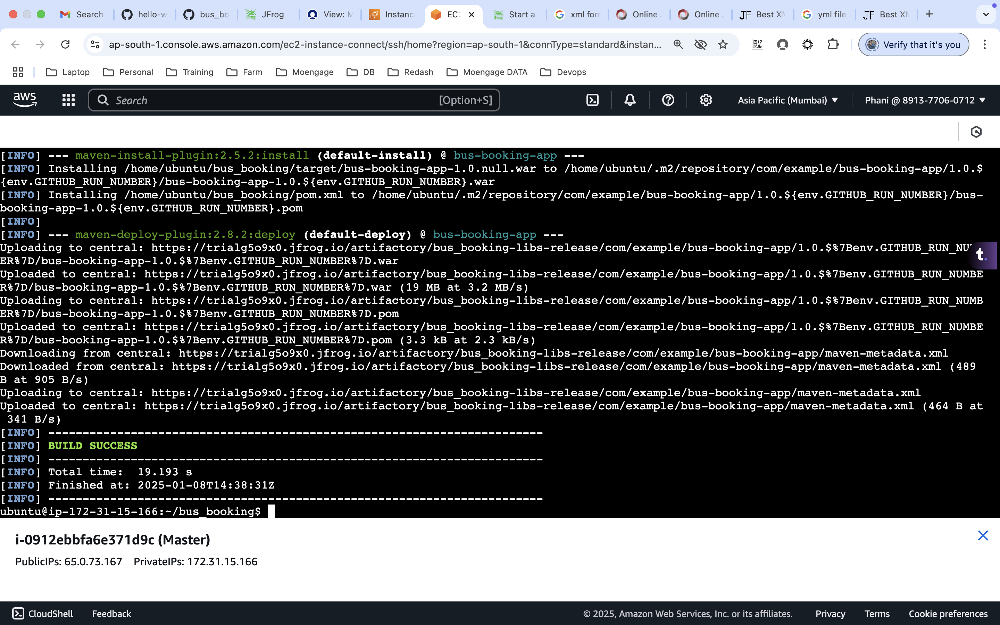 Search
hello-w
bus_bo
JFrog
View: M
Instanc
EC2
Start a
xml for
Online
Online
Best XM
yml file
Best XM
ap-south-1.console.aws.amazon.com/ec2-instance-connect/ssh/home?region=ap-south-1&connType=standard&instan...
Verify that it's you
Laptop
Personal
Training
Farm
Moengage
DB
Redash
Moengage DATA
Devops
aws
Search
[Option+S]
Asia Pacific (Mumbai)
Phani @ 8913-7706-0712
[INFO] --- maven-install-plugin:2.5.2:install (default-install) @ bus-booking-app ---
[INFO] Installing /home/ubuntu/bus_booking/target/bus-booking-app-1.0.null.war to /home/ubuntu/.m2/repository/com/example/bus-booking-app/1.0.$
{env.GITHUB_RUN_NUMBER}/bus-booking-app-1.0.${env.GITHUB_RUN_NUMBER}.war
[INFO] Installing /home/ubuntu/bus_booking/pom.xml to /home/ubuntu/.m2/repository/com/example/bus-booking-app/1.0.${env.GITHUB_RUN_NUMBER}/bus-
booking-app-1.0.${env.GITHUB_RUN_NUMBER}.pom
[INFO]
[INFO] --- maven-deploy-plugin:2.8.2:deploy (default-deploy) @ bus-booking-app ---
Uploading to central: https://trialg5o9x0.jfrog.io/artifactory/bus_booking-libs-release/com/example/bus-booking-app/1.0.$%7Benv.GITHUB_RUN_NU
ER%7D/bus-booking-app-1.0.$%7Benv.GITHUB_RUN_NUMBER%7D.war
Uploaded to central: https://trialg5o9x0.jfrog.io/artifactory/bus_booking-libs-release/com/example/bus-booking-app/1.0.$%7Benv.GITHUB_RUN_NUMBE
R%7D/bus-booking-app-1.0.$%7Benv.GITHUB_RUN_NUMBER%7D.war (19 MB at 3.2 MB/s)
Uploading to central: https://trialg5o9x0.jfrog.io/artifactory/bus_booking-libs-release/com/example/bus-booking-app/1.0.$%7Benv.GITHUB_RUN_NUMB
ER%7D/bus-booking-app-1.0.$%7Benv.GITHUB_RUN_NUMBER%7D.pom
Uploaded to central: https://trialg5o9x0.jfrog.io/artifactory/bus_booking-libs-release/com/example/bus-booking-app/1.0.$%7Benv.GITHUB_RUN_NUMBE
R%7D/bus-booking-app-1.0.$%7Benv.GITHUB_RUN_NUMBER%7D.pom (3.3 kB at 2.3 kB/s)
Downloading from central: https://trialg5o9x0.jfrog.io/artifactory/bus_booking-libs-release/com/example/bus-booking-app/maven-metadata.xml
Downloaded from central: https://trialg5o9x0.jfrog.io/artifactory/bus_booking-libs-release/com/example/bus-booking-app/maven-metadata.xml (489
B at 905 B/s)
Uploading to central: https://trialg5o9x0.jfrog.io/artifactory/bus_booking-libs-release/com/example/bus-booking-app/maven-metadata.xml
Uploaded to central: https://trialg5o9x0.jfrog.io/artifactory/bus_booking-libs-release/com/example/bus-booking-app/maven-metadata.xml (464 B at
341 B/s)
[INFO] ------------------------------------------------------------------------
[INFO] BUILD SUCCESS
[INFO] ------------------------------------------------------------------------
[INFO] Total time:  19.193 s
[INFO] Finished at: 2025-01-08T14:38:31Z
[INFO] ------------------------------------------------------------------------
ubuntu@ip-172-31-15-166:~/bus_booking$
t.
i-0912ebbfa6e371d9c (Master)
PublicIPs: 65.0.73.167 PrivateIPs: 172.31.15.166
CloudShell
Feedback
© 2025, Amazon Web Services, Inc. or its affiliates.
Privacy
Terms
Cookie preferences